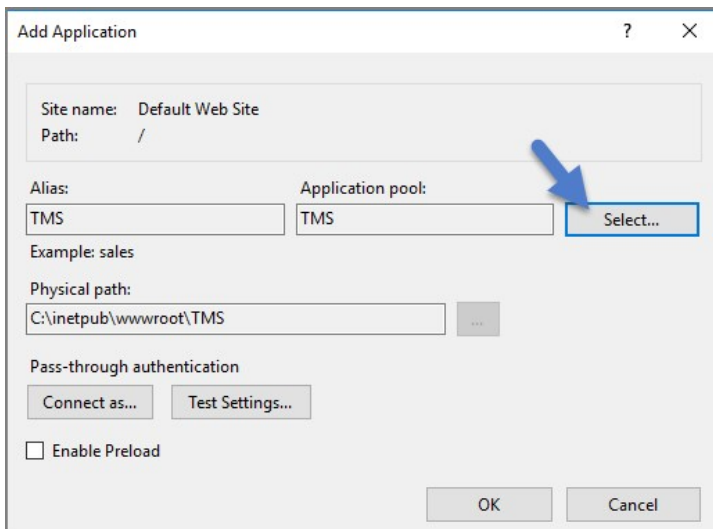 Add Application
?
Site name: Default Web Site
Path: /
Alias: Application pool:
TMS TMS Select...
Example: sales
Physical path:
C:\inetpub\wwwroot\TMS ...
Pass-through authentication
Connect as... Test Settings...
Enable Preload
OK Cancel